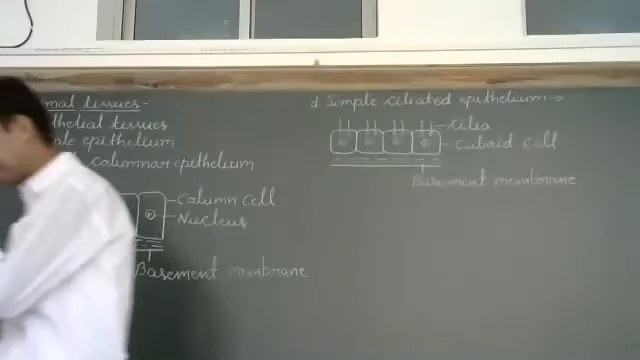 mal tissues-
thelial tissues
le epithelium
columnar epithelium
Column cell
Nucleus
Basement membrane
d Simple ciliated epithelium →
Cilia
Cuboid cell
Basement membrane